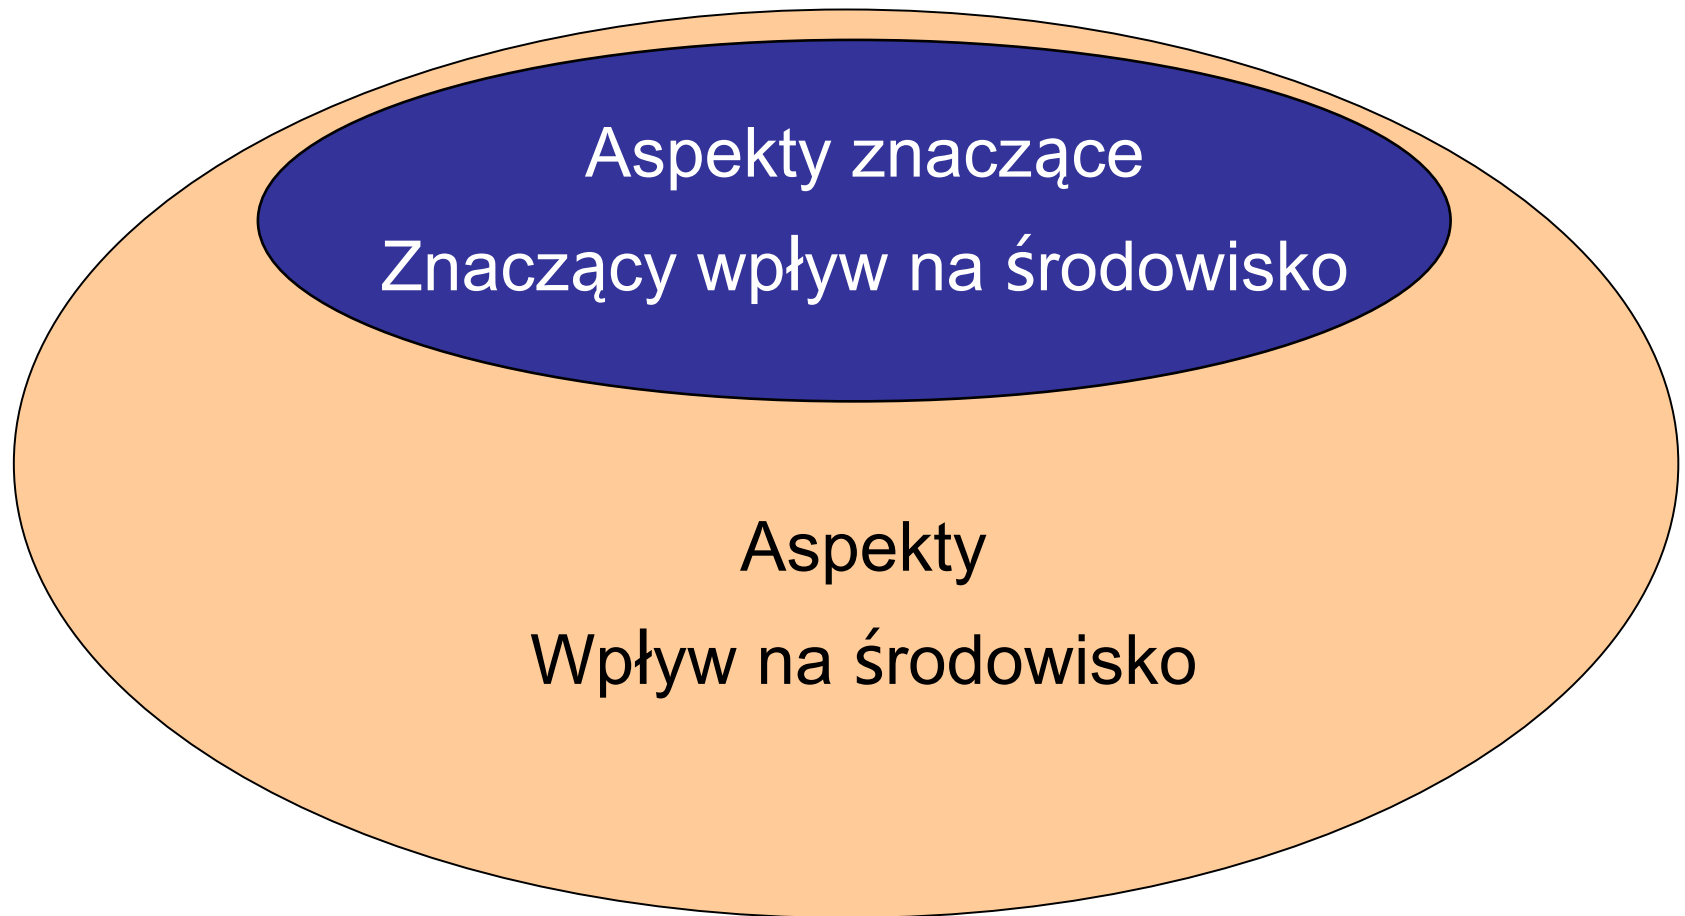 Aspekty znaczące
Znaczący wpływ na środowisko
Aspekty
Wpływ na środowisko